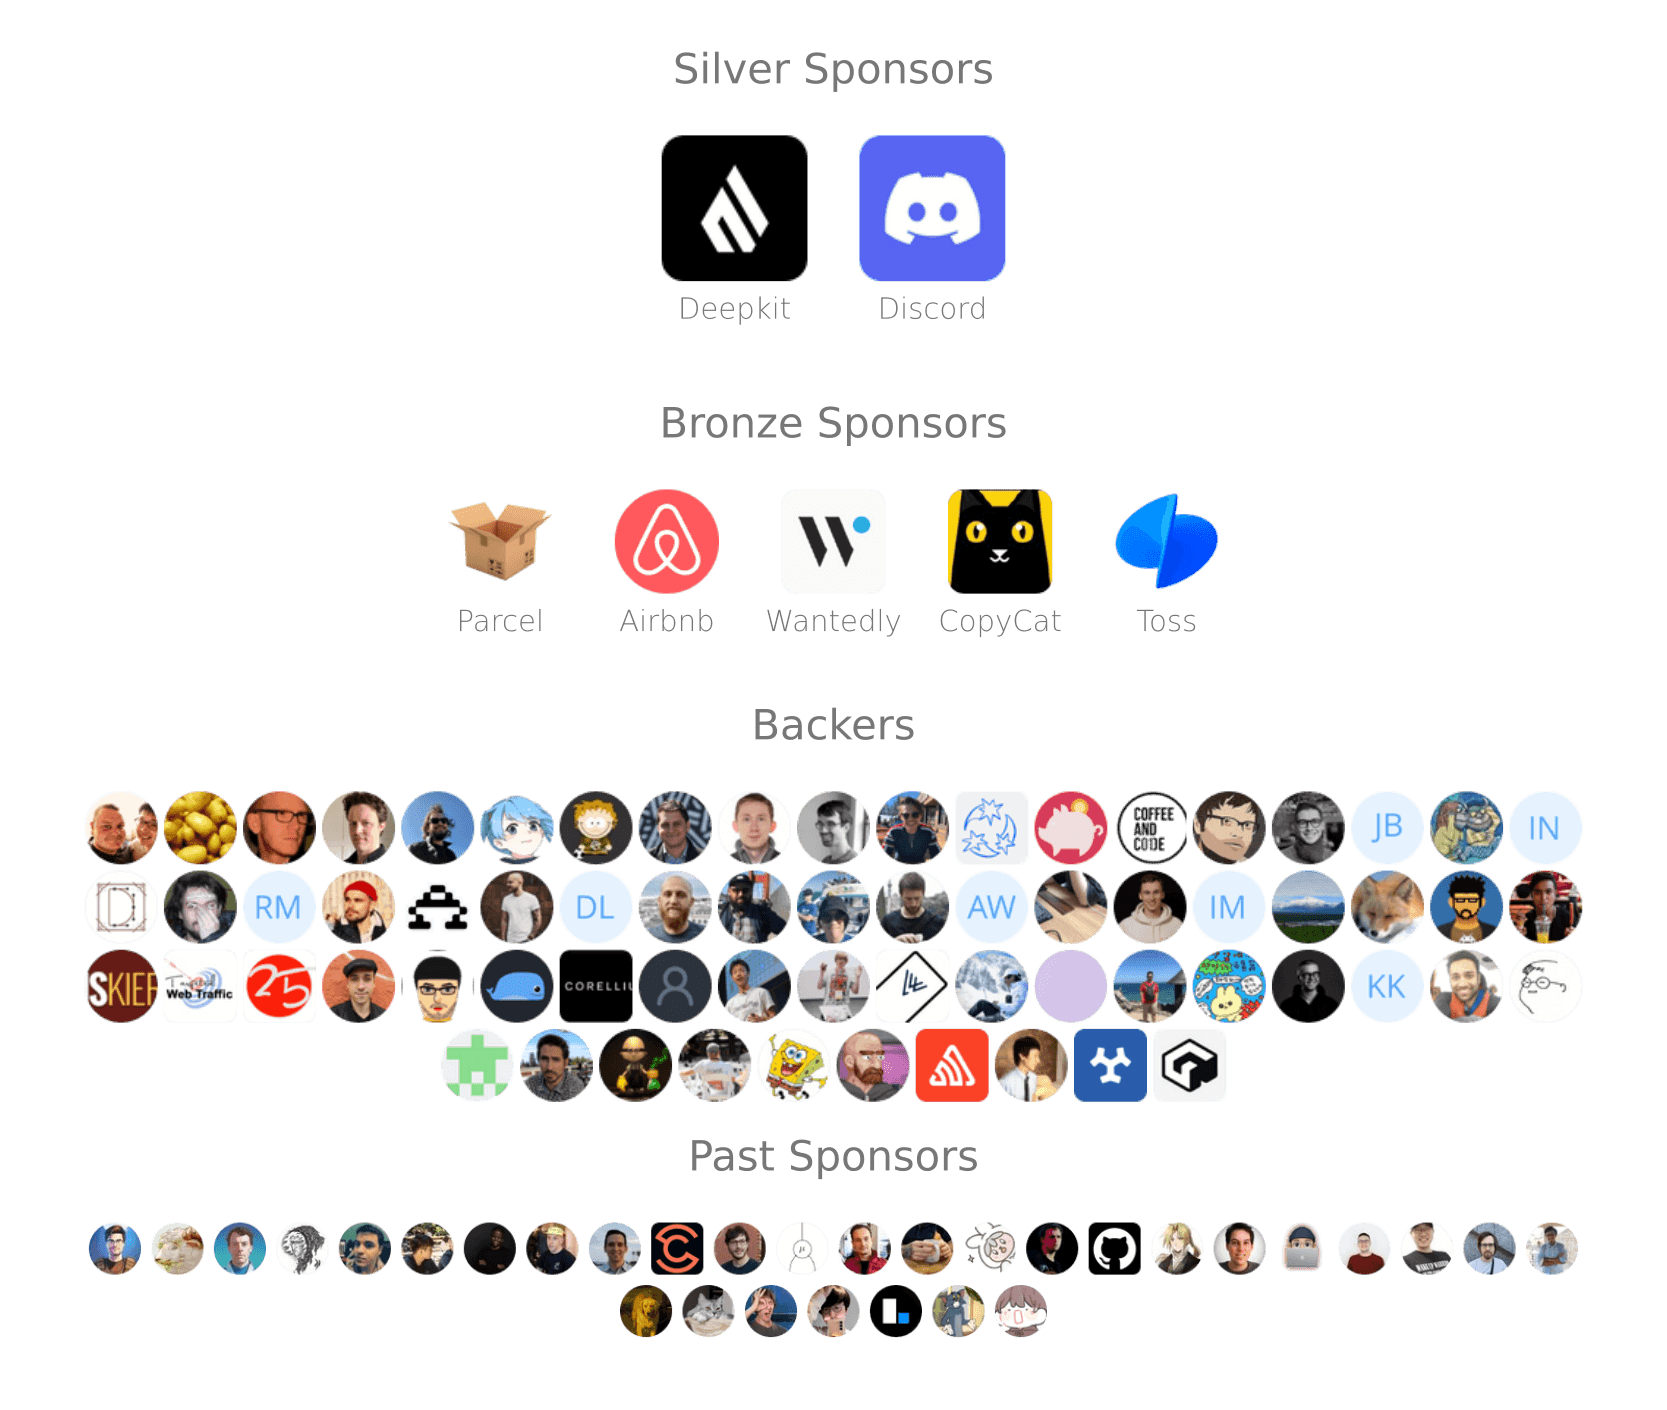 Silver Sponsors
Deepkit Discord
Bronze Sponsors
Parcel Airbnb Wantedly CopyCat Toss
Backers
COFFEE
AND
CODE
JB
IN
RM
DL
AW
IM
SKIEF
Web Traffic
25
CORELLIU
KK
Past Sponsors